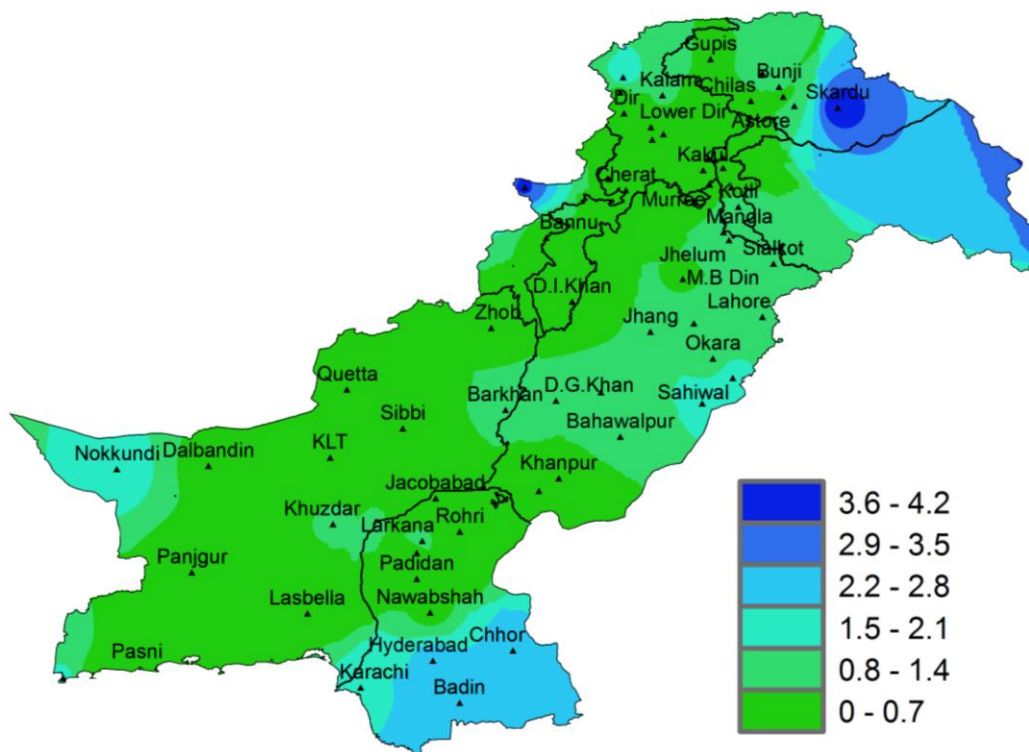 Gupis
Kalam
Bunji
Chilas
Skardu
Dir
Lower Dir
Astore
Kakul
Cherat
Kotli
Murree
Mangla
Bannu
Sialkot
Jhelum
M.B Din
D.I.Khan
Lahore
Zhob
Jhang
Okara
Quetta
D.G.Khan
Barkhan
Sahiwal
Sibbi
Bahawalpur
KLT
Nokkundi
Dalbandin
Khanpur
Jacobabad
Khuzdar
Larkana
Rohri
Panjgur
Padidan
Lasbella
Nawabshah
Chhor
Hyderabad
Pasni
Karachi
Badin
3.6 - 4.2
2.9 - 3.5
2.2 - 2.8
1.5 - 2.1
0.8 - 1.4
0 - 0.7